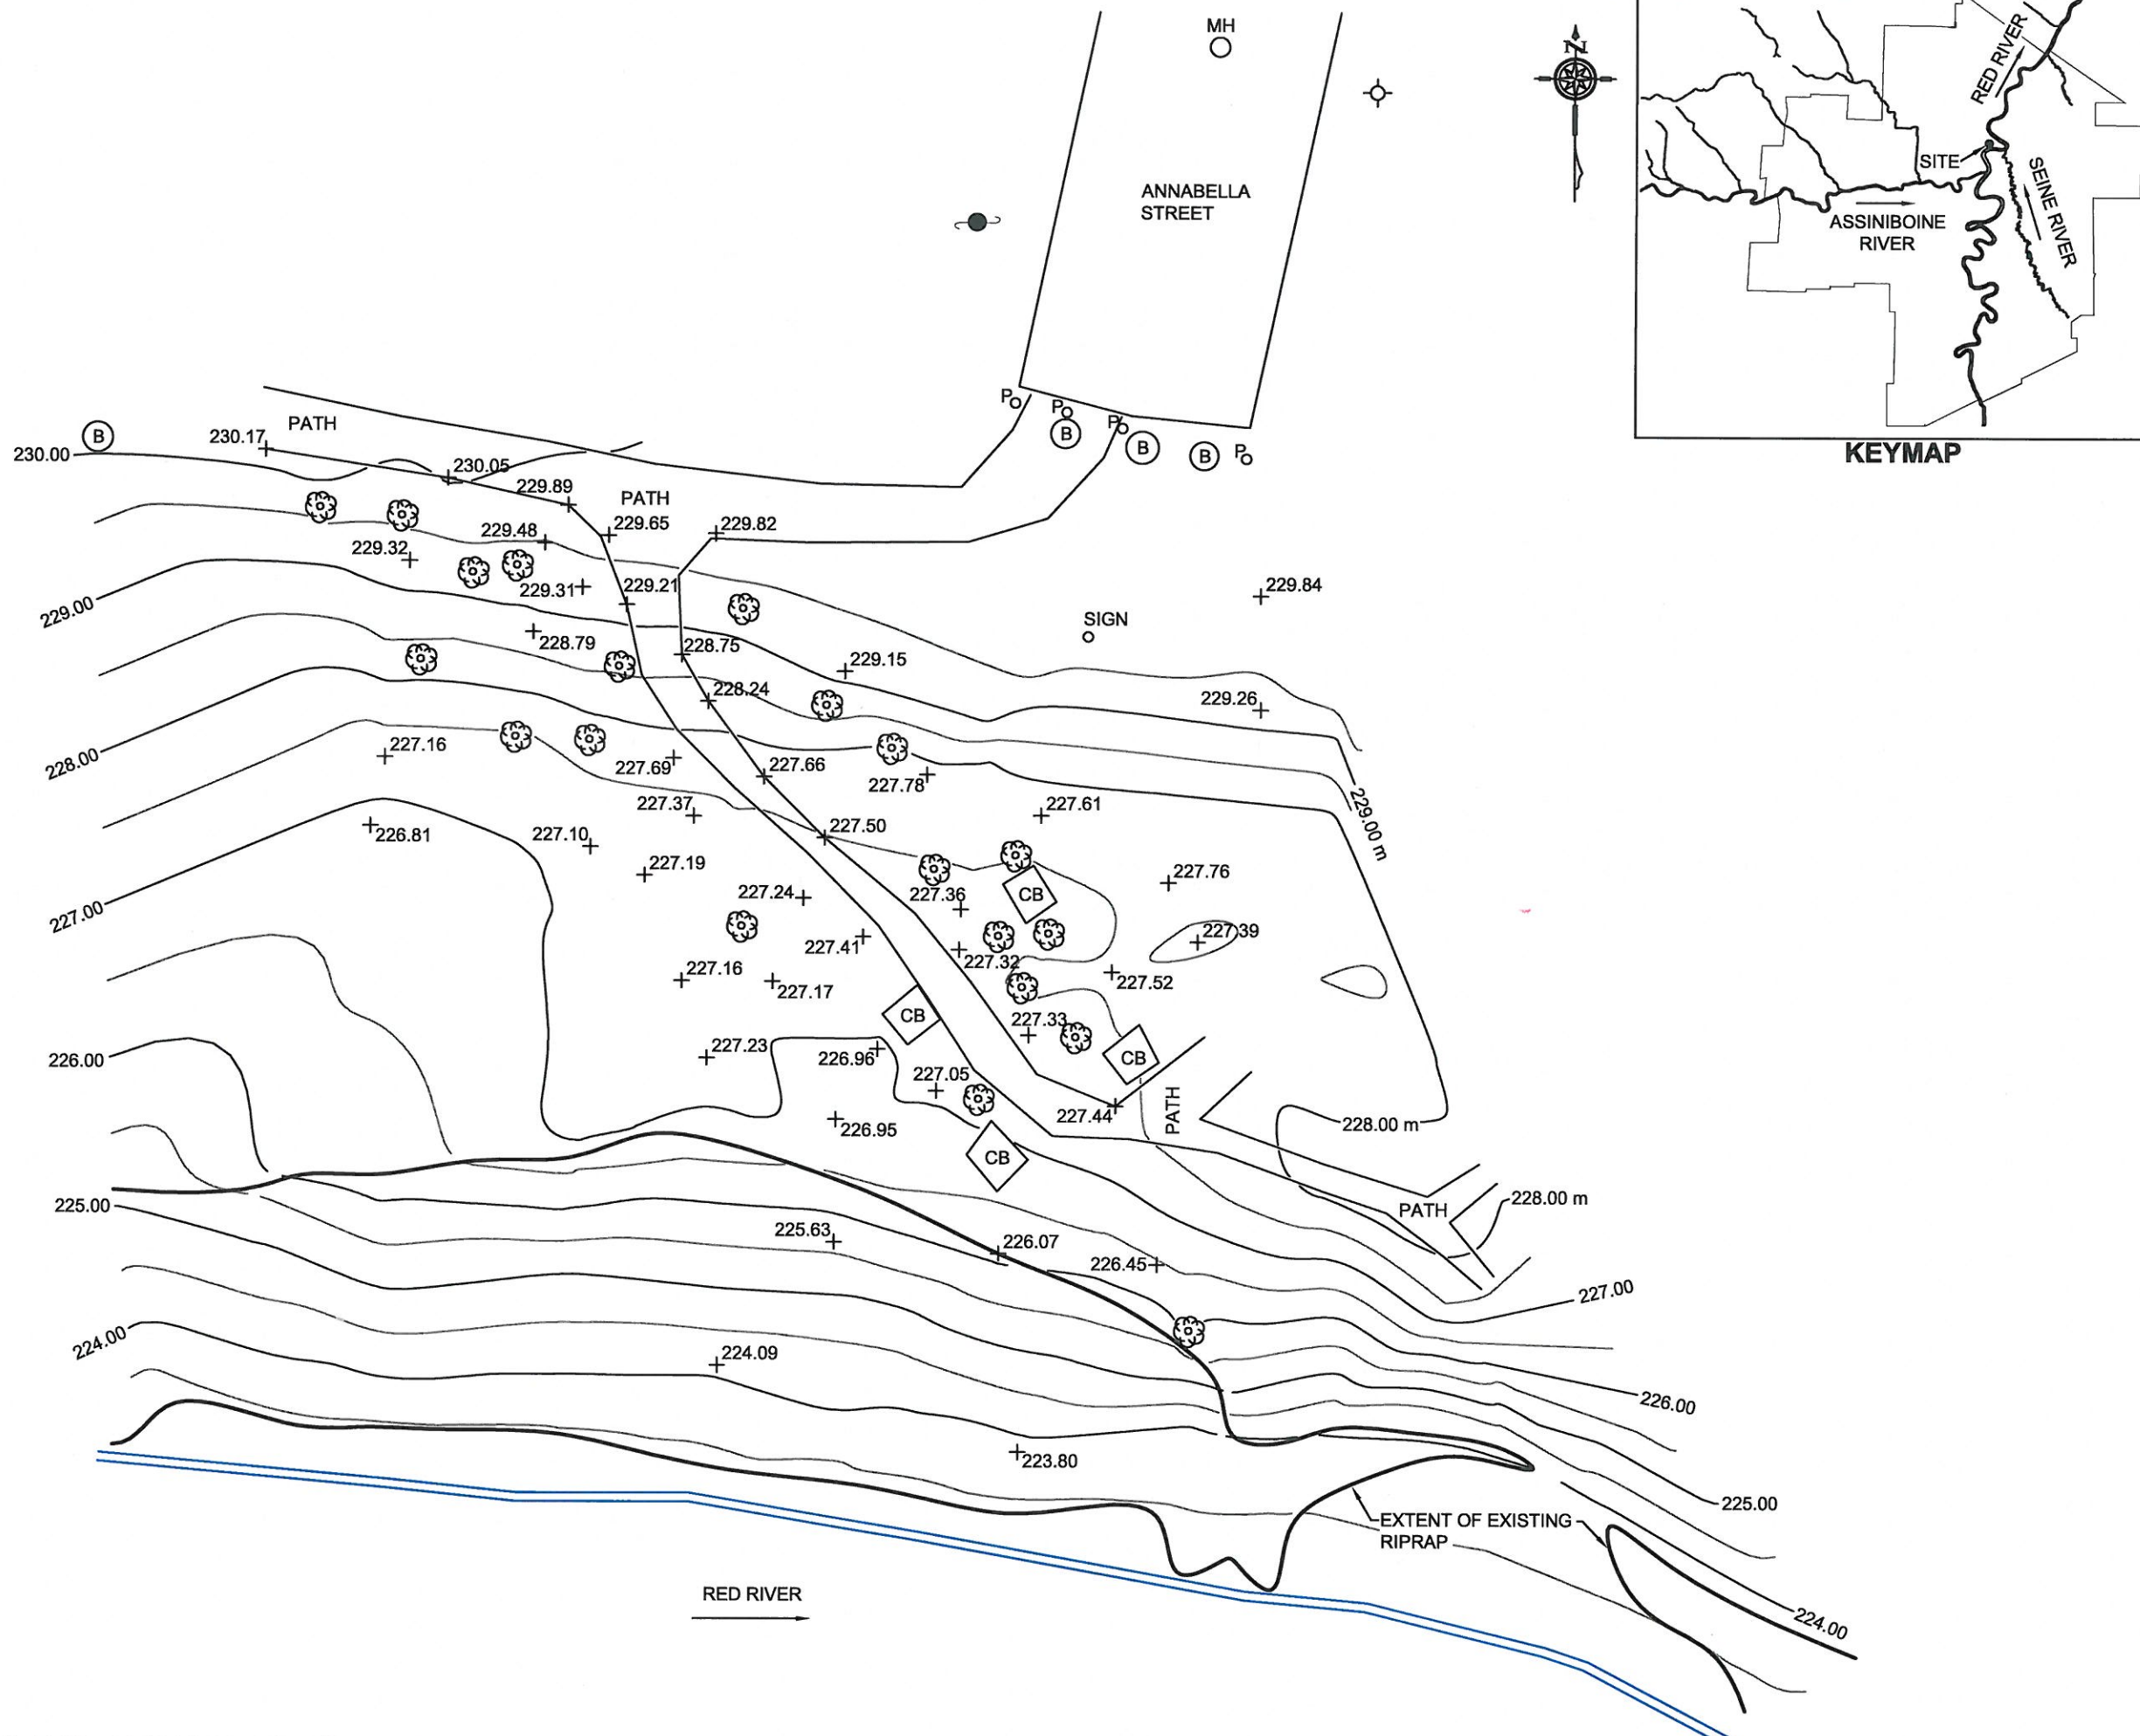 MH
N
RED RIVER
SITE
SEINE RIVER
ASSINIBOINE
RIVER
KEYMAP
ANNABELLA
STREET
P
P
P
B
B
B
P
B
PATH
230.17
230.00
230.05
229.89
PATH
229.65
229.82
229.48
229.32
229.31
229.21
229.84
229.00
SIGN
228.79
228.75
229.15
228.24
229.26
227.16
228.00
227.69
227.66
227.78
227.37
227.61
229.00 m
226.81
227.10
227.50
227.19
227.76
227.24
227.36
CB
227.00
227.41
227.39
227.32
227.16
227.17
227.52
CB
227.33
227.23
226.96
CB
226.00
227.05
227.44
PATH
226.95
228.00 m
CB
225.00
PATH
228.00 m
225.63
226.07
226.45
227.00
224.00
224.09
226.00
223.80
225.00
EXTENT OF EXISTING
RIPRAP
RED RIVER
224.00